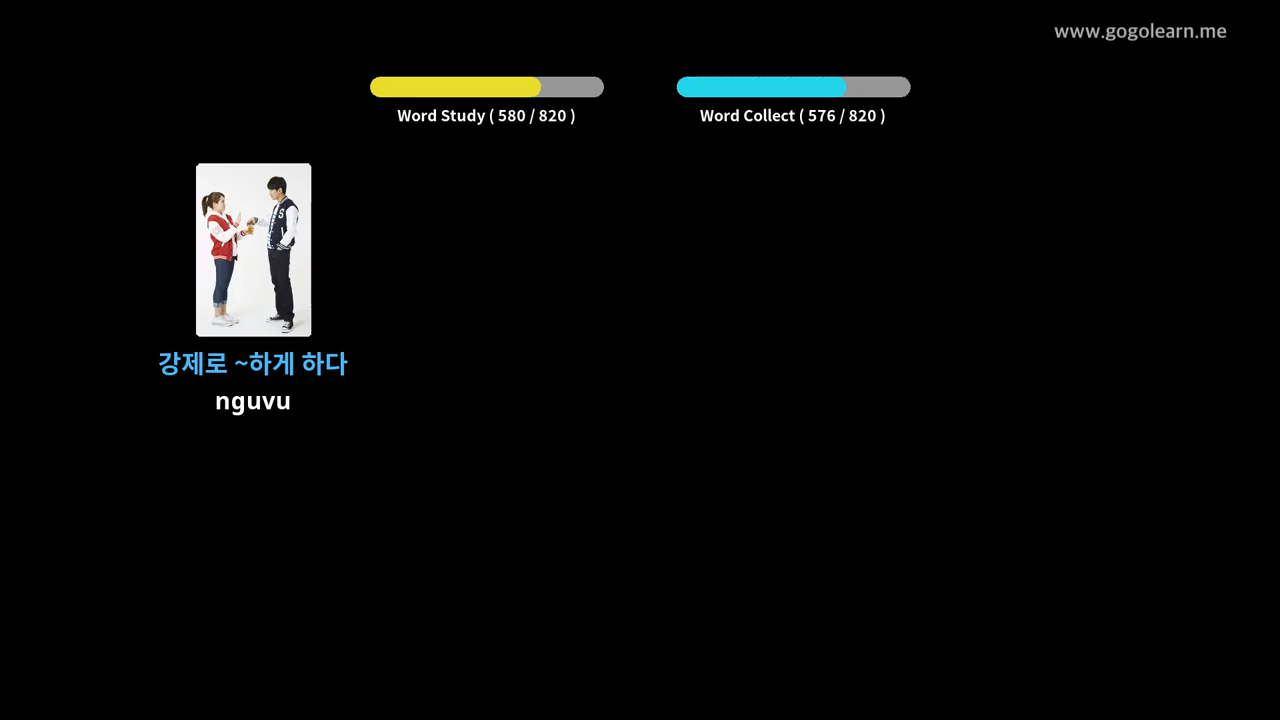 www.gogolearn.me
Word Study ( 580 / 820 )
Word Collect ( 576 / 820 )
S
강제로 ~하게 하다
nguvu